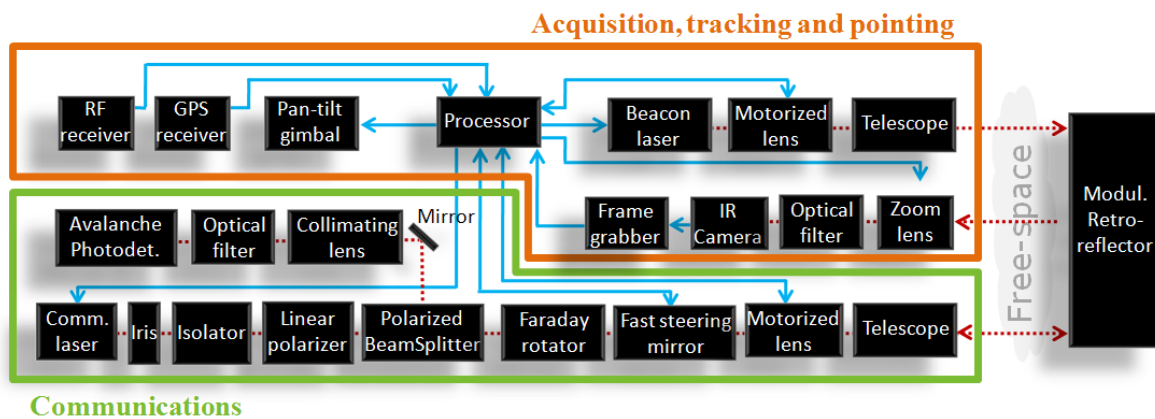 Acquisition, tracking and pointing
RF
receiver
GPS
receiver
Pan-tilt
gimbal
Processor
Beacon
laser
Motorized
lens
Telescope
Frame
grabber
IR
Camera
Optical
filter
Zoom
lens
Free-space
Modul.
Retro-
reflector
Avalanche
Photodet.
Optical
filter
Collimating
lens
Mirror
Comm.
laser
Iris
Isolator
Linear
polarizer
Polarized
BeamSplitter
Faraday
rotator
Fast steering
mirror
Motorized
lens
Telescope
Communications